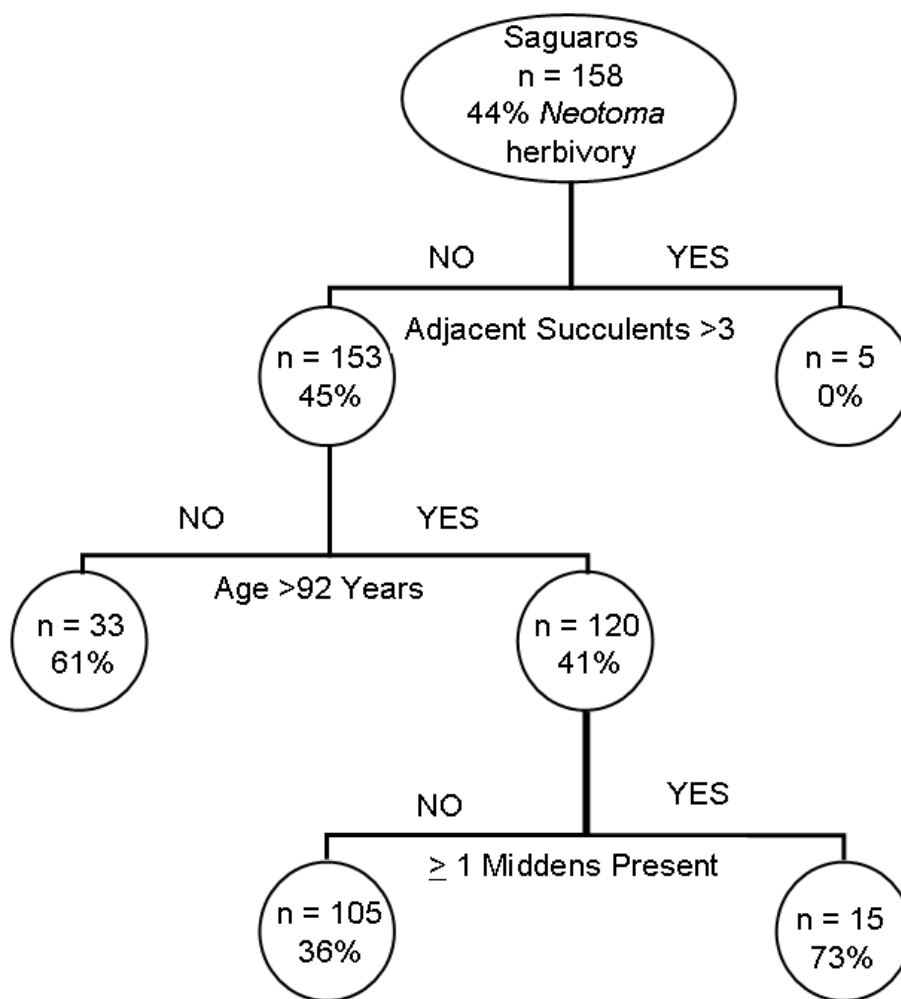 Saguaros
n = 158
44% Neotoma
herbivory
NO
YES
Adjacent Succulents >3
n = 153
45%
n = 5
0%
NO
YES
Age >92 Years
n = 33
61%
n = 120
41%
NO
YES
≥ 1 Middens Present
n = 105
36%
n = 15
73%